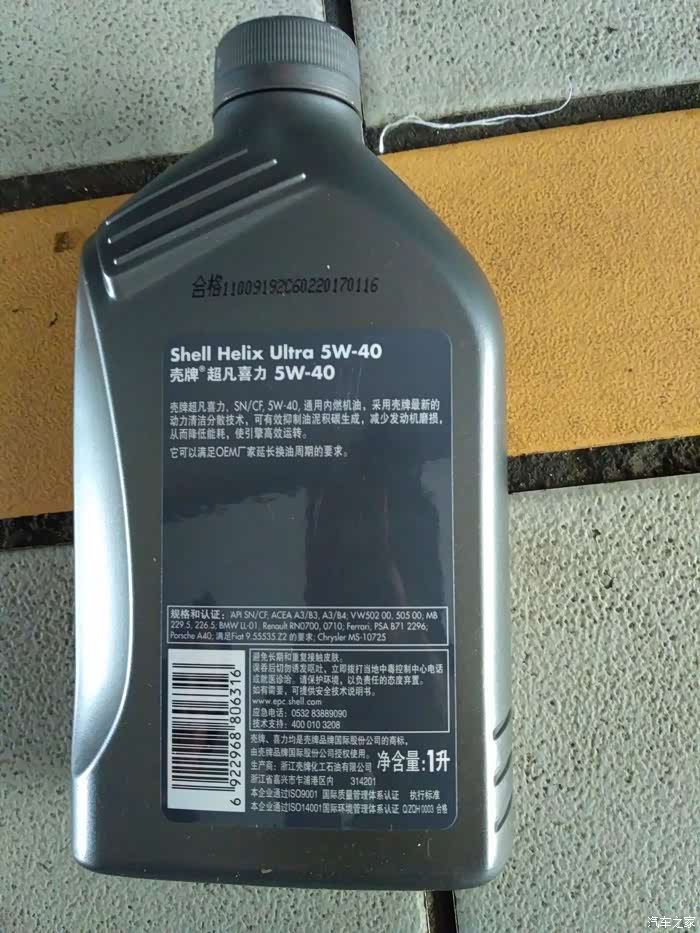 合格11009192C60220170116
Shell Helix Ultra 5W-40
壳牌®超凡喜力 5W-40
壳牌超凡喜力、SN/CF, 5W-40, 通用内燃机油，采用壳牌最新的
动力清洁分散技术，可有效抑制油泥积碳生成，减少发动机磨损，
从而降低能耗，使引擎高效运转。
它可以满足OEM厂家延长换油周期的要求。
规格和认证：API SN/CF, ACEA A3/B3, A3/B4; VW502 00, 505 00; MB
229.5, 226.5, BMW LL-01, Renault RN0700, 0710; Ferrari, PSA B71 2296;
Porsche A40; 满足Fiat 9.55535.Z2 的要求; Chrysler MS-10725
避免长期和重复接触皮肤。
误吞后切勿诱发呕吐，立即拨打当地中毒控制中心电话
或就医诊治。请保护环境，以负责任的态度弃置。
如有需要，可提供安全技术说明书。
www.epc.shell.com
应急电话：0532 83889090
技术支持：400 010 3208
壳牌、喜力均是壳牌品牌国际股份公司的商标，
由壳牌品牌国际股份公司授权使用。
生产商：浙江壳牌化工石油有限公司
净含量:1升
浙江省嘉兴市乍浦港区内 314201
本企业通过ISO9001 国际质量管理体系认证 执行标准
本企业通过ISO14001国际环境管理体系认证 Q/ZQH 0003 合格
6 922968 806316
汽车之家